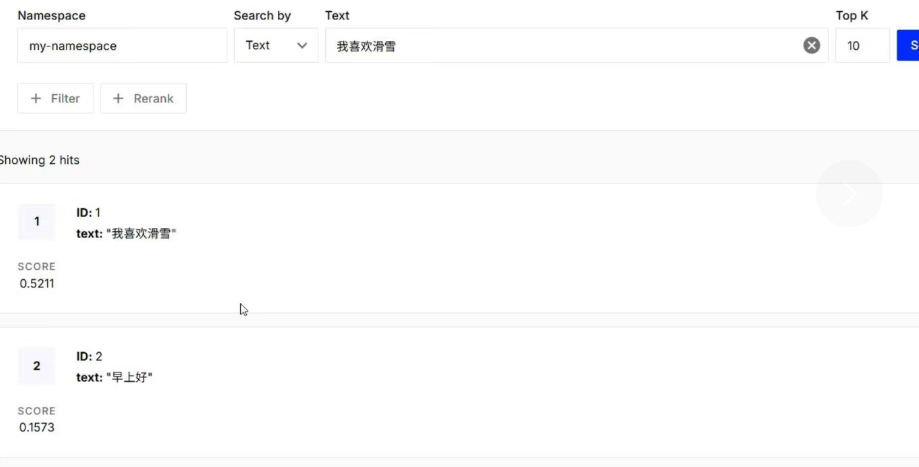 Namespace Search by Text Top K
my-namespace Text 我喜欢滑雪 10 S
+ Filter + Rerank
Showing 2 hits
1 ID: 1
text: "我喜欢滑雪"
SCORE
0.5211
2 ID: 2
text: "早上好"
SCORE
0.1573